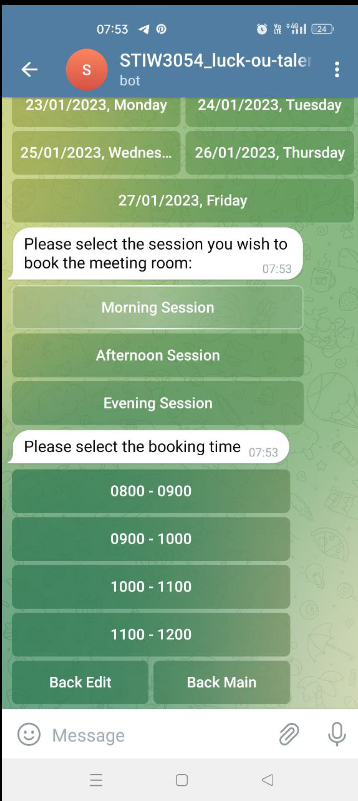 07:53
24
STIW3054_luck-ou-taler
S
bot
23/01/2023, Monday
24/01/2023, Tuesday
25/01/2023, Wednes...
26/01/2023, Thursday
27/01/2023, Friday
Please select the session you wish to
book the meeting room:
07:53
Morning Session
Afternoon Session
Evening Session
Please select the booking time
07:53
0800 - 0900
0900 - 1000
1000 - 1100
1100 - 1200
Back Edit
Back Main
Message